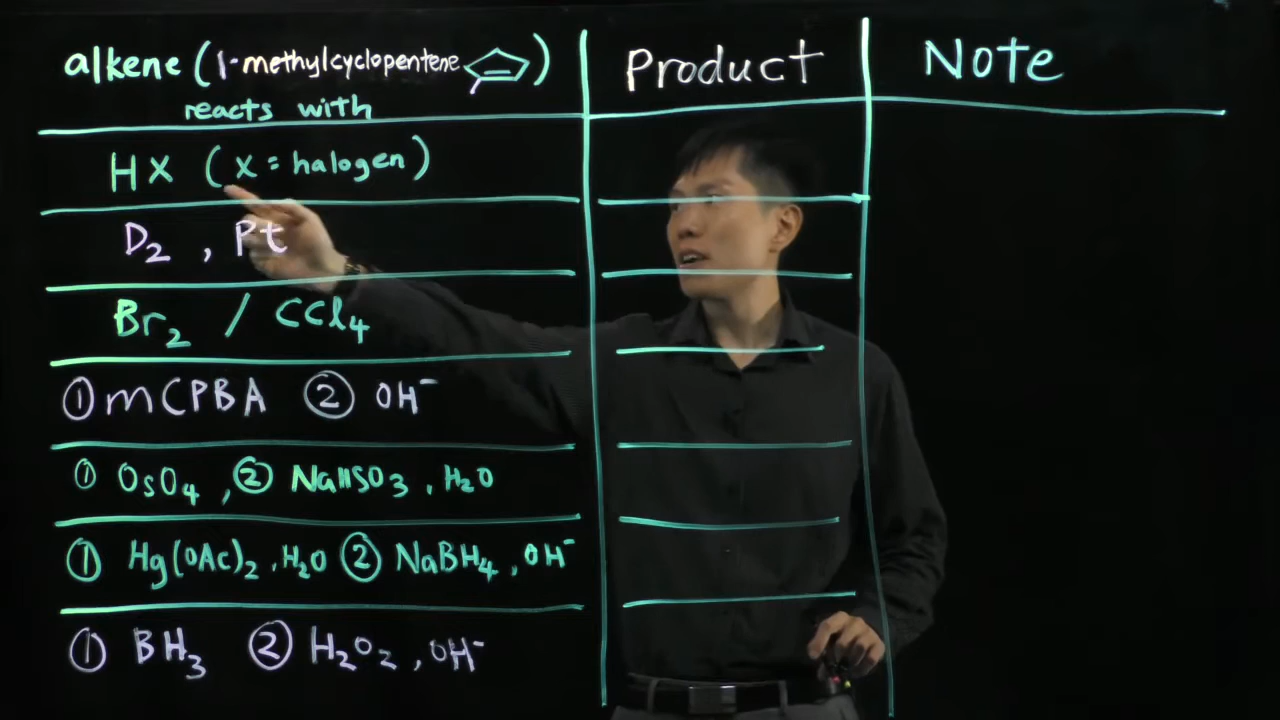 alkene (1-methylcyclopentene)
reacts with
Product
Note
HX (X = halogen)
D₂, Pt
Br₂ / CCl₄
① mCPBA ② OH⁻
① OsO₄, ② NaHSO₃, H₂O
① Hg(OAc)₂, H₂O ② NaBH₄, OH⁻
① BH₃ ② H₂O₂, OH⁻